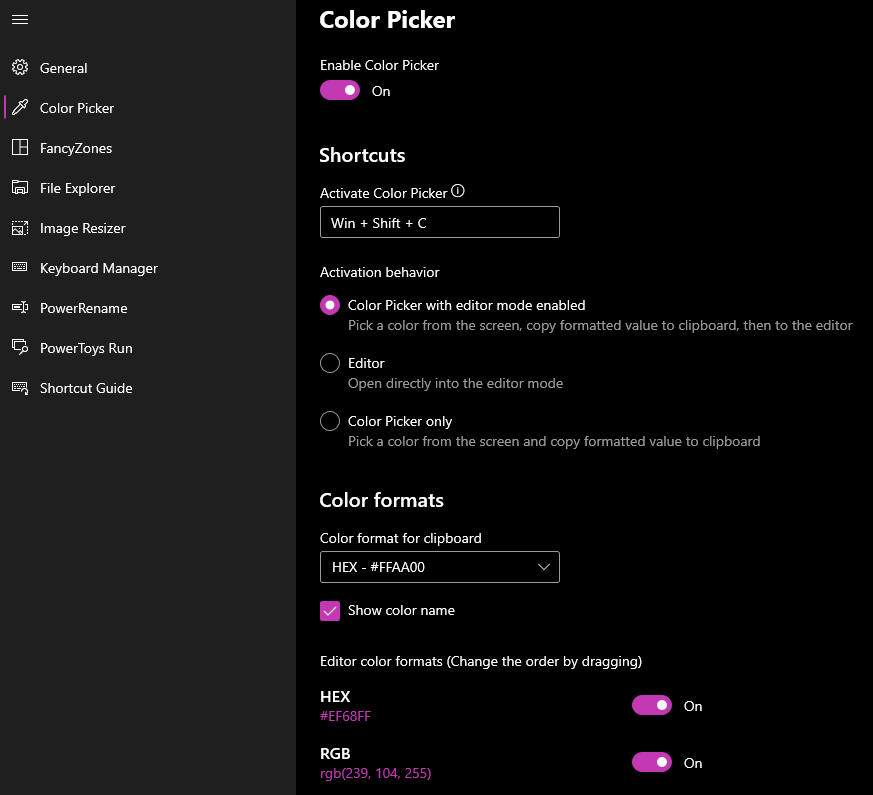 General
Color Picker
FancyZones
File Explorer
Image Resizer
Keyboard Manager
PowerRename
PowerToys Run
Shortcut Guide
Color Picker
Enable Color Picker
On
Shortcuts
Activate Color Picker
Win + Shift + C
Activation behavior
Color Picker with editor mode enabled
Pick a color from the screen, copy formatted value to clipboard, then to the editor
Editor
Open directly into the editor mode
Color Picker only
Pick a color from the screen and copy formatted value to clipboard
Color formats
Color format for clipboard
HEX - #FFAA00
Show color name
Editor color formats (Change the order by dragging)
HEX
#EF68FF
On
RGB
rgb(239, 104, 255)
On